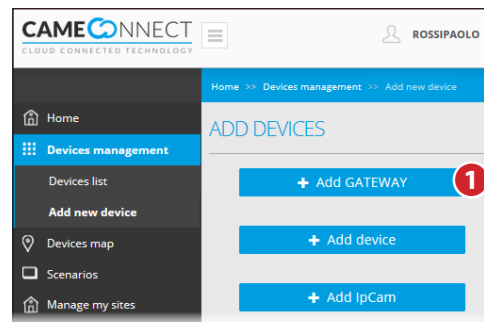 CAMECONNECT
CLOUD CONNECTED TECHNOLOGY
ROSSIPAOLO
Home >> Devices management >> Add new device
Home
Devices management
Devices list
Add new device
Devices map
Scenarios
Manage my sites
ADD DEVICES
+ Add GATEWAY
1
+ Add device
+ Add IpCam